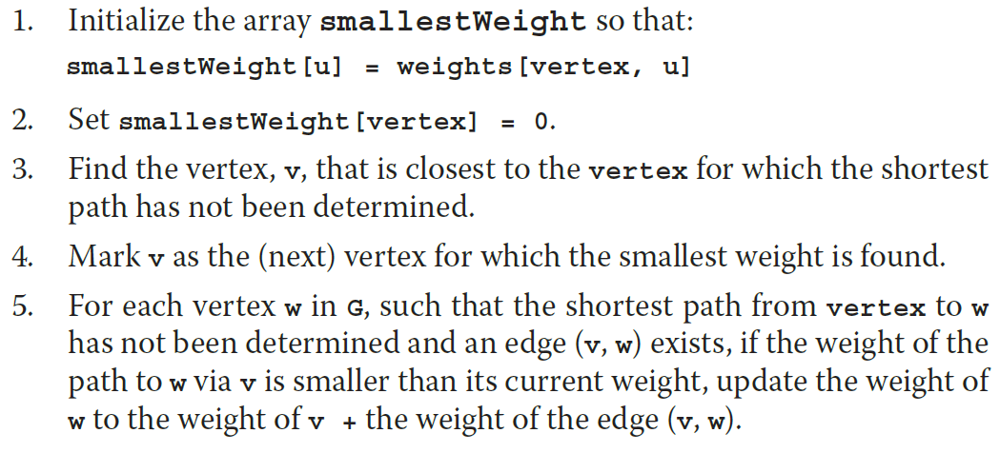 1. Initialize the array smallestWeight so that:
smallestWeight[u] = weights[vertex, u]
2. Set smallestWeight[vertex] = 0.
3. Find the vertex, v, that is closest to the vertex for which the shortest
path has not been determined.
4. Mark v as the (next) vertex for which the smallest weight is found.
5. For each vertex w in G, such that the shortest path from vertex to w
has not been determined and an edge (v, w) exists, if the weight of the
path to w via v is smaller than its current weight, update the weight of
w to the weight of v + the weight of the edge (v, w).